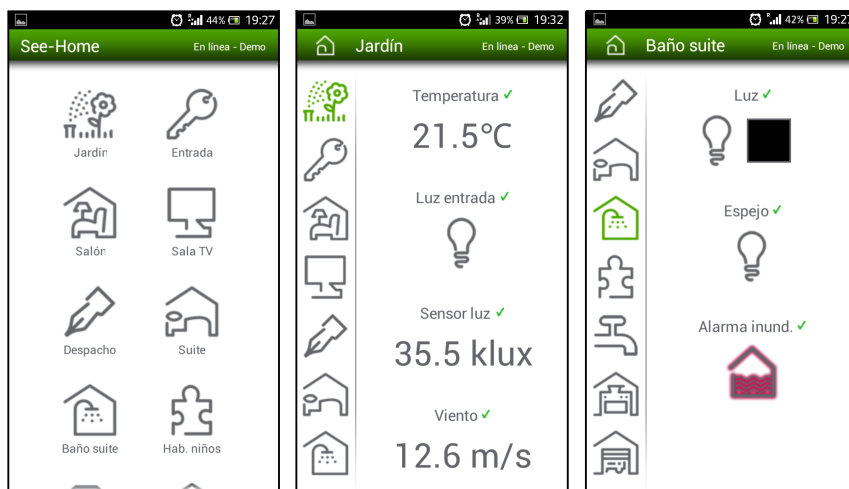 44% 19:27
See-Home En línea - Demo
Jardín Entrada
Salón Sala TV
Despacho Suite
Baño suite Hab. niños
39% 19:32
Jardín En línea - Demo
Temperatura ✓
21.5°C
Luz entrada ✓
Sensor luz ✓
35.5 klux
Viento ✓
12.6 m/s
42% 19:27
Baño suite En línea - Demo
Luz ✓
Espejo ✓
Alarma inund. ✓